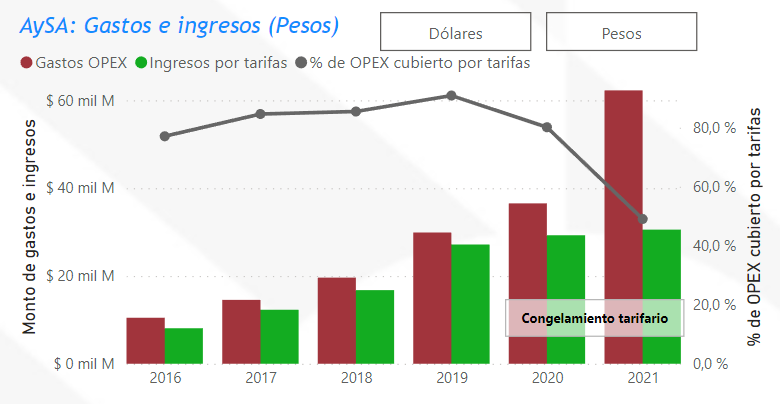 AySA: Gastos e ingresos (Pesos)
Dólares
Pesos
Gastos OPEX Ingresos por tarifas % de OPEX cubierto por tarifas
Monto de gastos e ingresos
$ 60 mil M
$ 40 mil M
$ 20 mil M
$ 0 mil M
80,0 %
60,0 %
40,0 %
20,0 %
0,0 %
% de OPEX cubierto por tarifas
Congelamiento tarifario
2016 2017 2018 2019 2020 2021